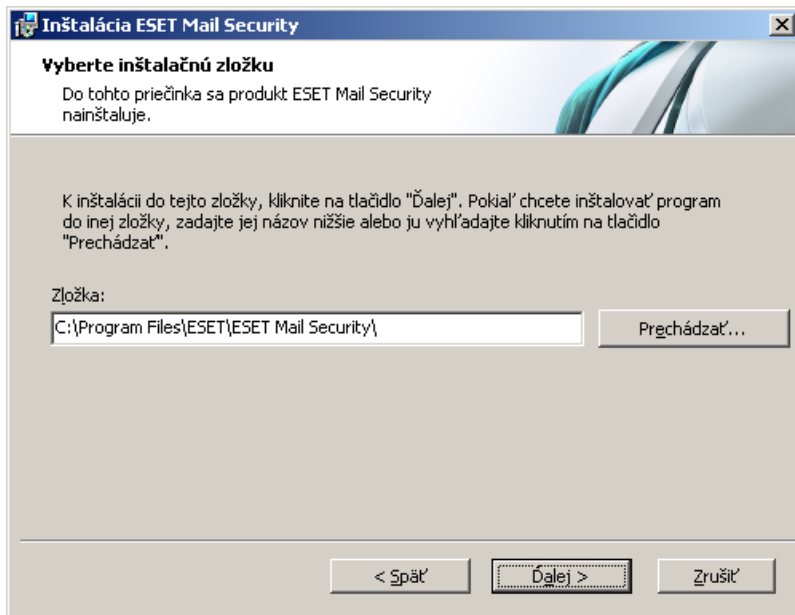 Inštalácia ESET Mail Security
Vyberte inštalačnú zložku
Do tohto priečinka sa produkt ESET Mail Security
nainštaluje.
K inštalácii do tejto zložky, kliknite na tlačidlo "Ďalej". Pokiaľ chcete inštalovať program
do inej zložky, zadajte jej názov nižšie alebo ju vyhľadajte kliknutím na tlačidlo
"Prechádzať".
Zložka:
C:\Program Files\ESET\ESET Mail Security\
Prechádzať...
< Späť
Ďalej >
Zrušiť